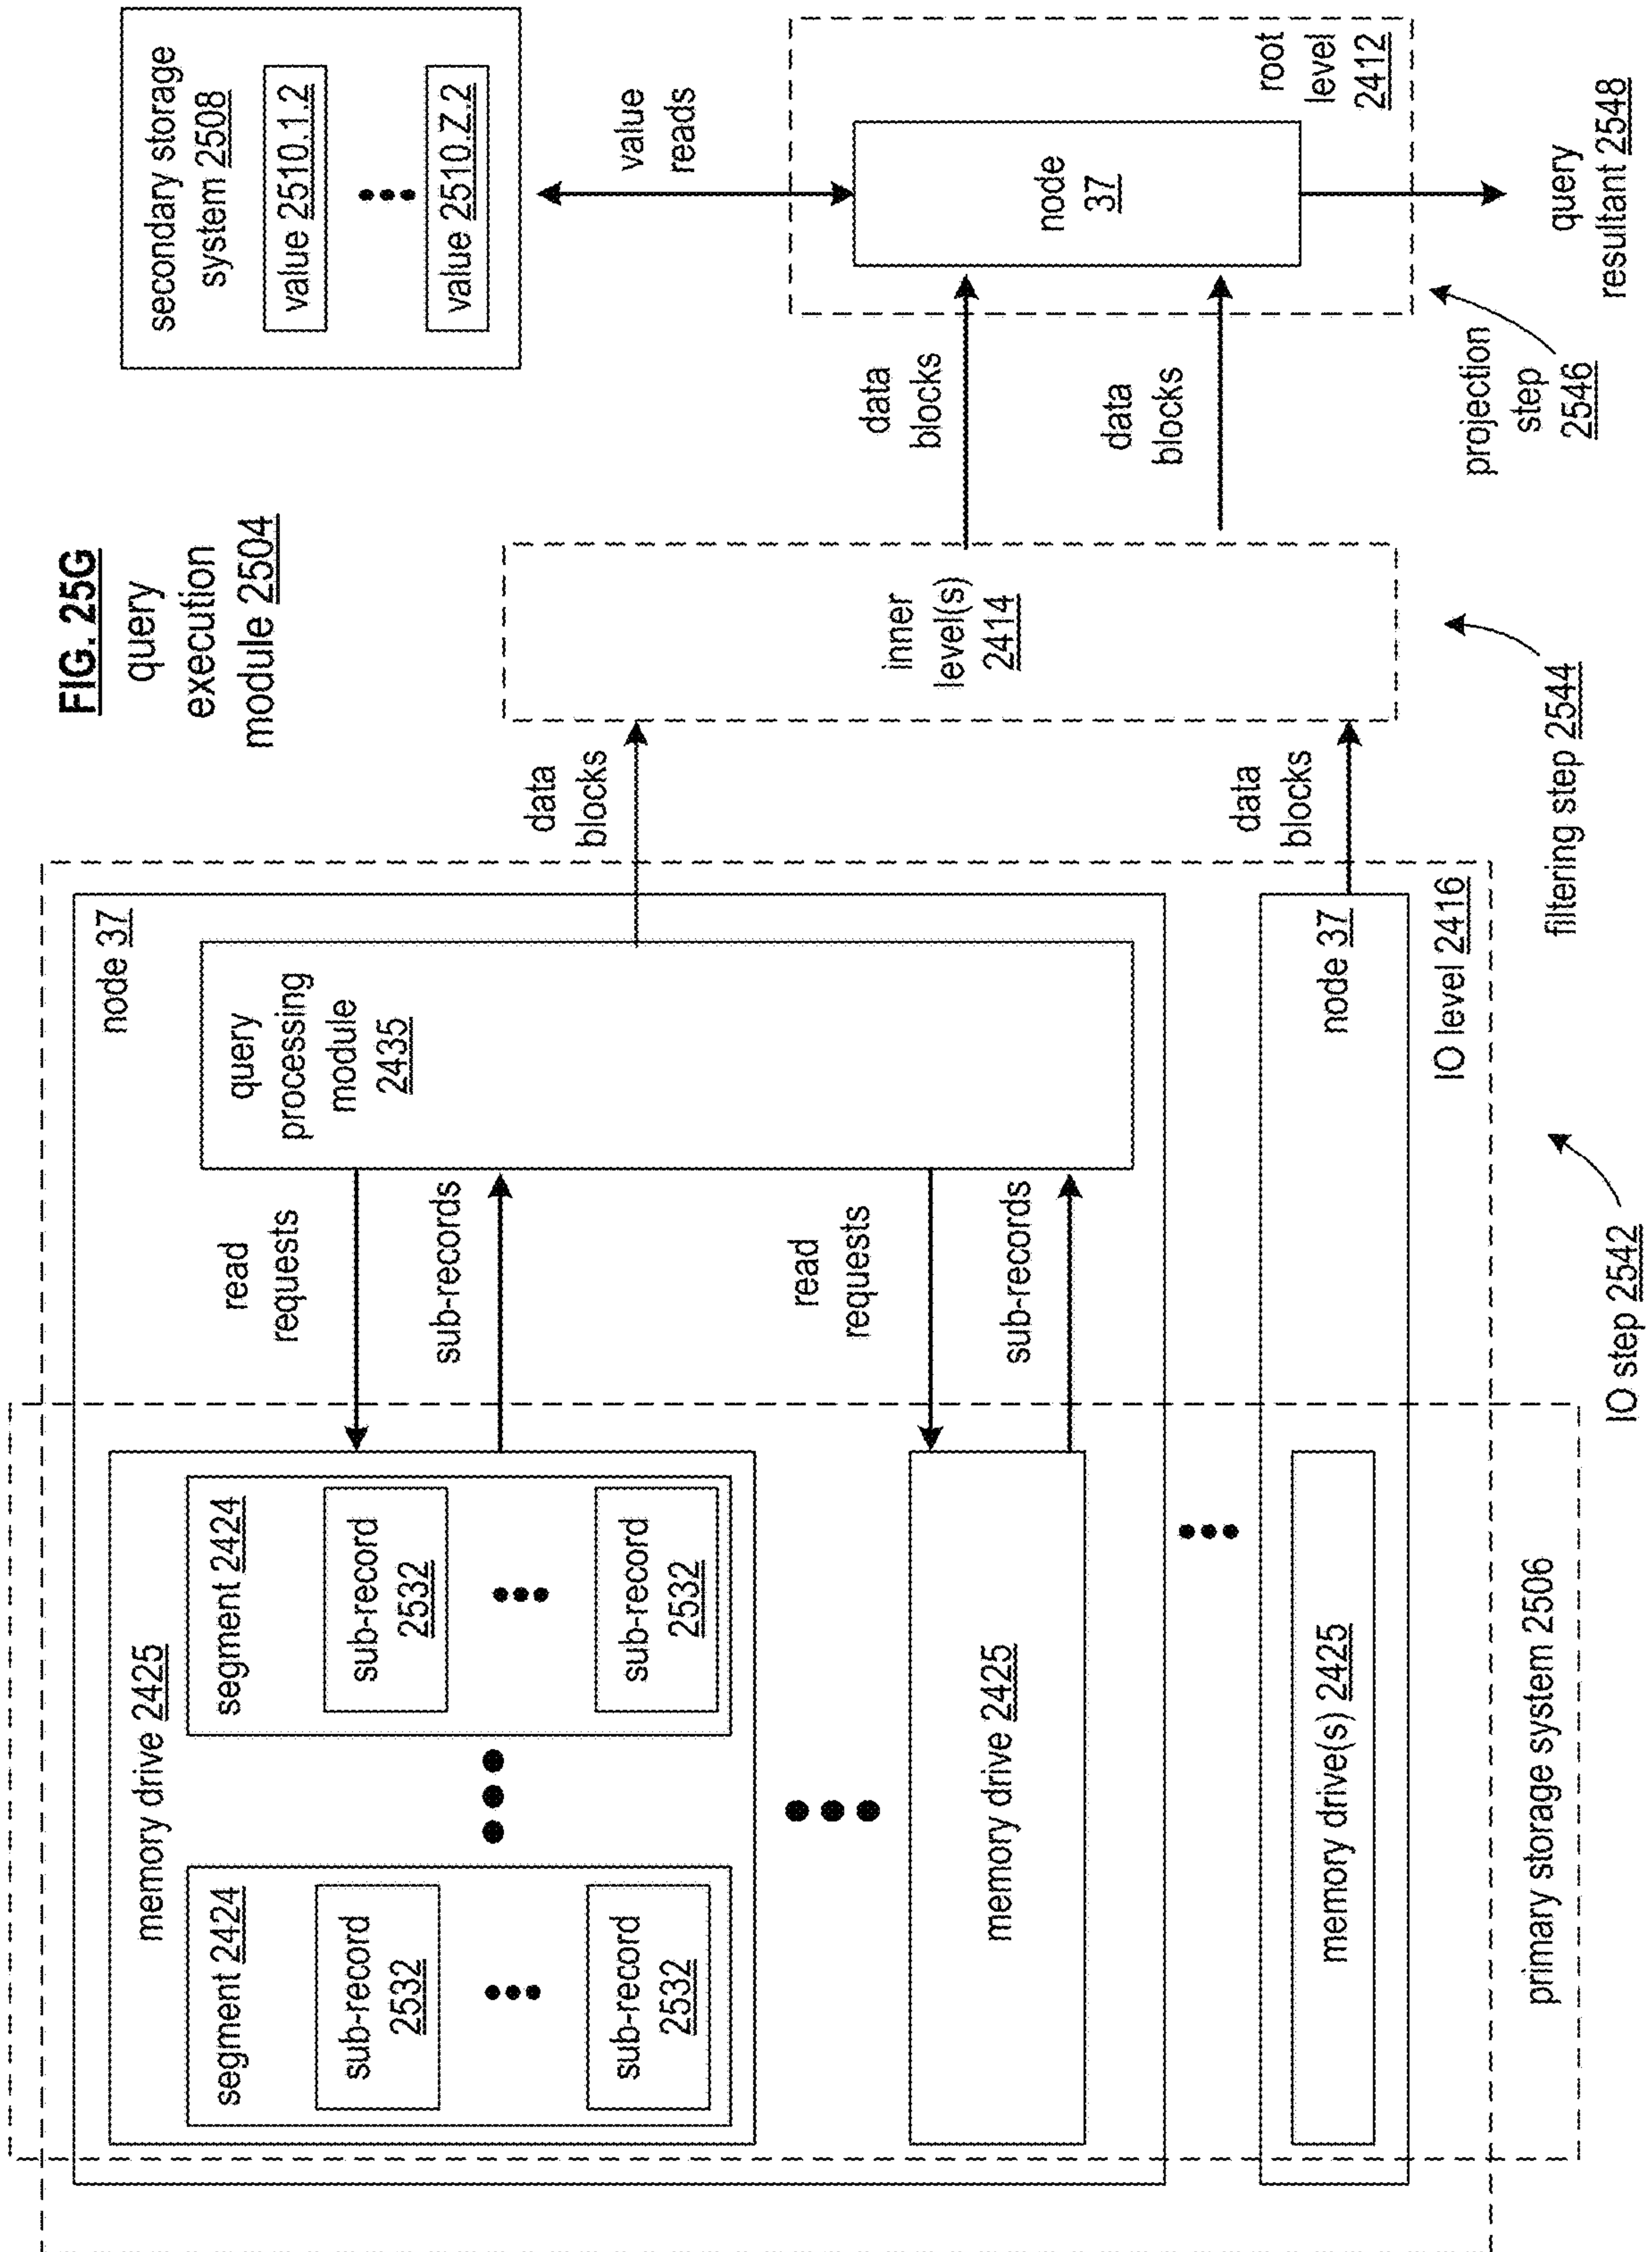 FIG. 25G
query
execution
module 2504
memory drive 2425
segment 2424
sub-record
2532
sub-record
2532
segment 2424
sub-record
2532
sub-record
2532
memory drive 2425
memory drive(s) 2425
primary storage system 2506
read
requests
sub-records
read
requests
sub-records
node 37
query
processing
module
2435
node 37
IO level 2416
IO step 2542
data
blocks
data
blocks
inner
level(s)
2414
filtering step 2544
data
blocks
data
blocks
projection
step
2546
secondary storage
system 2508
value 2510.1.2
value 2510.Z.2
value
reads
node
37
root
level
2412
query
resultant 2548